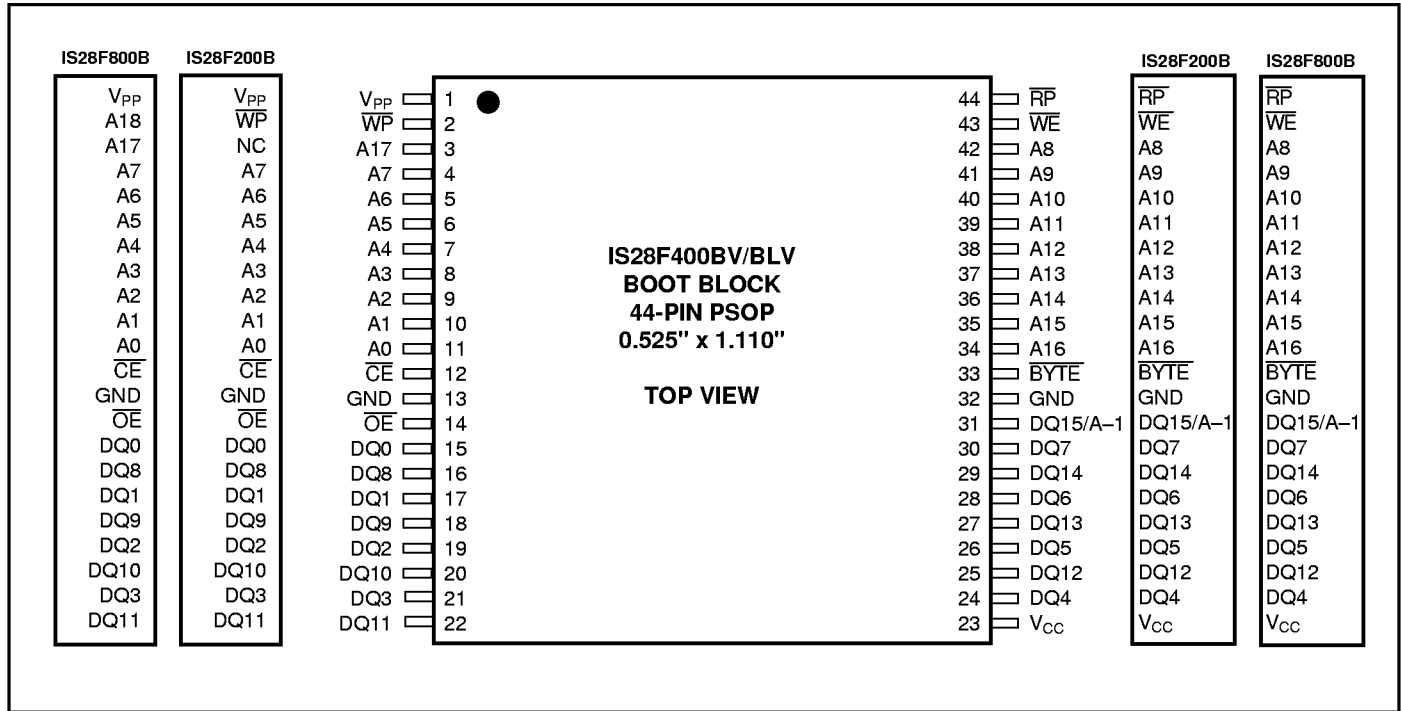 IS28F800B IS28F200B IS28F200B IS28F800B
VPP VPP VPP 1 44 RP RP RP
A18 WP WP 2 43 WE WE WE
A17 NC A17 3 42 A8 A8 A8
A7 A7 A7 4 41 A9 A9 A9
A6 A6 A6 5 40 A10 A10 A10
A5 A5 A5 6 39 A11 A11 A11
A4 A4 A4 7 IS28F400BV/BLV 38 A12 A12 A12
A3 A3 A3 8 BOOT BLOCK 37 A13 A13 A13
A2 A2 A2 9 44-PIN PSOP 36 A14 A14 A14
A1 A1 A1 10 0.525" x 1.110" 35 A15 A15 A15
A0 A0 A0 11 34 A16 A16 A16
CE CE CE 12 33 BYTE BYTE BYTE
GND GND GND 13 TOP VIEW 32 GND GND GND
OE OE OE 14 31 DQ15/A–1 DQ15/A–1 DQ15/A–1
DQ0 DQ0 DQ0 15 30 DQ7 DQ7 DQ7
DQ8 DQ8 DQ8 16 29 DQ14 DQ14 DQ14
DQ1 DQ1 DQ1 17 28 DQ6 DQ6 DQ6
DQ9 DQ9 DQ9 18 27 DQ13 DQ13 DQ13
DQ2 DQ2 DQ2 19 26 DQ5 DQ5 DQ5
DQ10 DQ10 DQ10 20 25 DQ12 DQ12 DQ12
DQ3 DQ3 DQ3 21 24 DQ4 DQ4 DQ4
DQ11 DQ11 DQ11 22 23 VCC VCC VCC